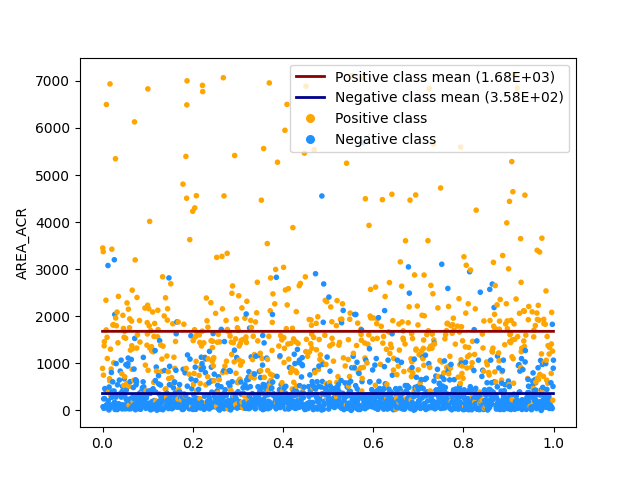 Positive class mean (1.68E+03)
Negative class mean (3.58E+02)
Positive class
Negative class
AREA_ACR
7000
6000
5000
4000
3000
2000
1000
0
0.0 0.2 0.4 0.6 0.8 1.0